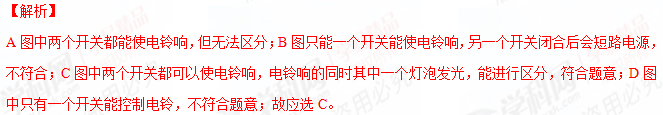 【解析】
A 图中两个开关都能使电铃响,但无法区分;B 图只能一个开关能使电铃响,另一个开关闭合后会短路电源,
不符合;C 图中两个开关都可以使电铃响,电铃响的同时其中一个灯泡发光,能进行区分,符合题意;D 图
中只有一个开关能控制电铃,不符合题意;故应选 C。